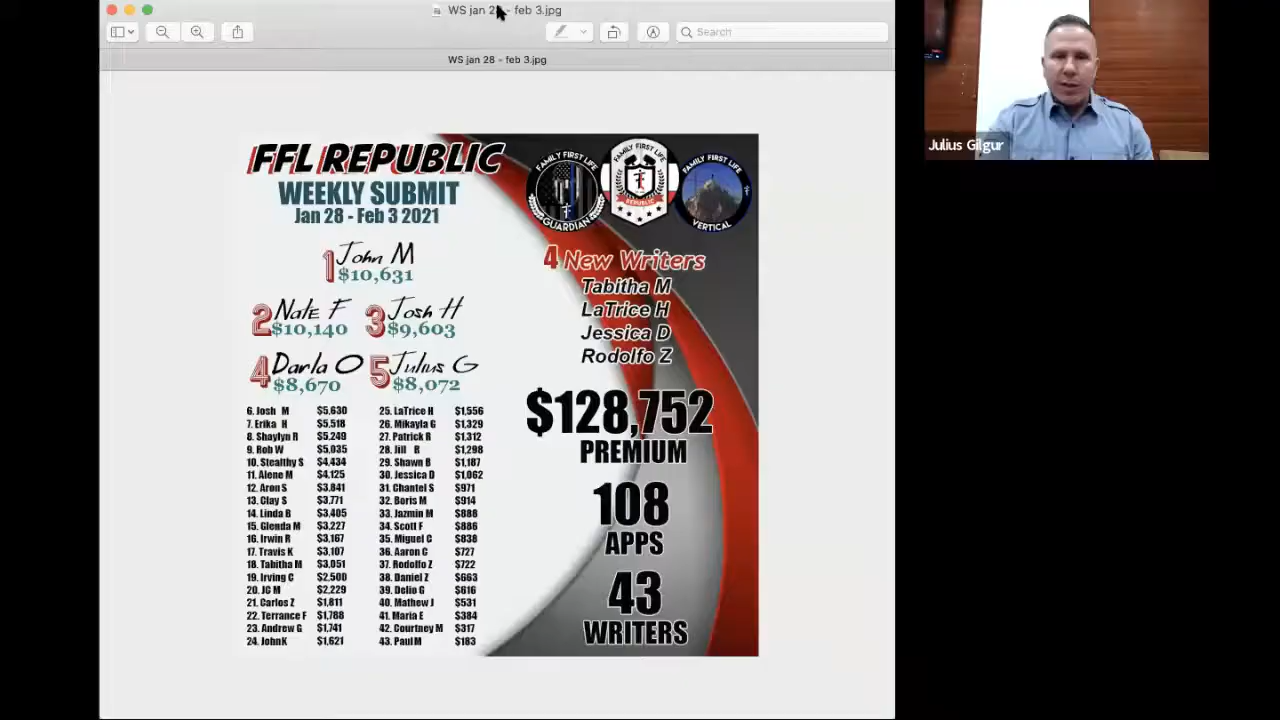 WS jan 2 - feb 3.jpg
Search
WS jan 28 - feb 3.jpg
Julius Gilgur
FFL REPUBLIC
WEEKLY SUBMIT
Jan 28 - Feb 3 2021
1 John M
$10,631
2 Nate F
$10,140
3 Josh H
$9,603
4 Darla O
$8,670
5 Julius G
$8,072
6. Josh M $5,630
7. Erika H $5,518
8. Shaylyn R $5,249
9. Rob W $5,035
10. Stealthy S $4,434
11. Alene M $4,125
12. Aron S $3,841
13. Clay S $3,771
14. Linda B $3,405
15. Glenda M $3,227
16. Irwin R $3,167
17. Travis K $3,107
18. Tabitha M $3,051
19. Irving C $2,500
20. JC M $2,229
21. Carlos Z $1,811
22. Terrance F $1,788
23. Andrew G $1,741
24. John K $1,621
25. LaTrice H $1,556
26. Mikayla G $1,329
27. Patrick R $1,312
28. Jill R $1,298
29. Shawn B $1,187
30. Jessica D $1,062
31. Chantel S $971
32. Boris M $914
33. Jazmin M $888
34. Scott F $886
35. Miguel C $838
36. Aaron C $727
37. Rodolfo Z $722
38. Daniel Z $663
39. Delio G $616
40. Mathew J $531
41. Maria E $384
42. Courtney M $317
43. Paul M $183
FAMILY FIRST LIFE
GUARDIAN
FAMILY FIRST LIFE
REPUBLIC
FAMILY FIRST LIFE
VERTICAL
4 New Writers
Tabitha M
LaTrice H
Jessica D
Rodolfo Z
$128,752
PREMIUM
108
APPS
43
WRITERS